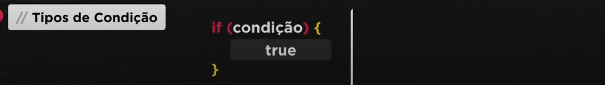 // Tipos de Condição
if (condição) {
true
}